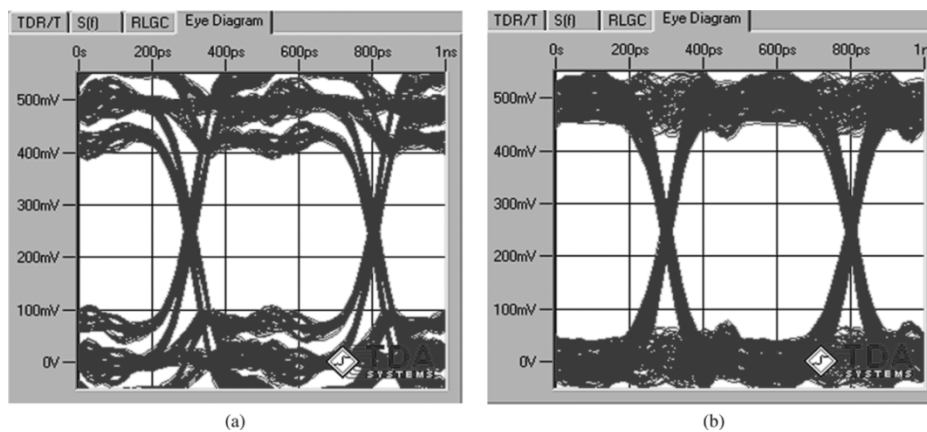 TDR/T S(f) RLGC Eye Diagram
0s 200ps 400ps 600ps 800ps 1ns
500mV
400mV
300mV
200mV
100mV
0V
TDA
SYSTEMS
(a)
TDR/T S(f) RLGC Eye Diagram
0s 200ps 400ps 600ps 800ps 1n
500mV
400mV
300mV
200mV
100mV
0V
TDA
SYSTEMS
(b)